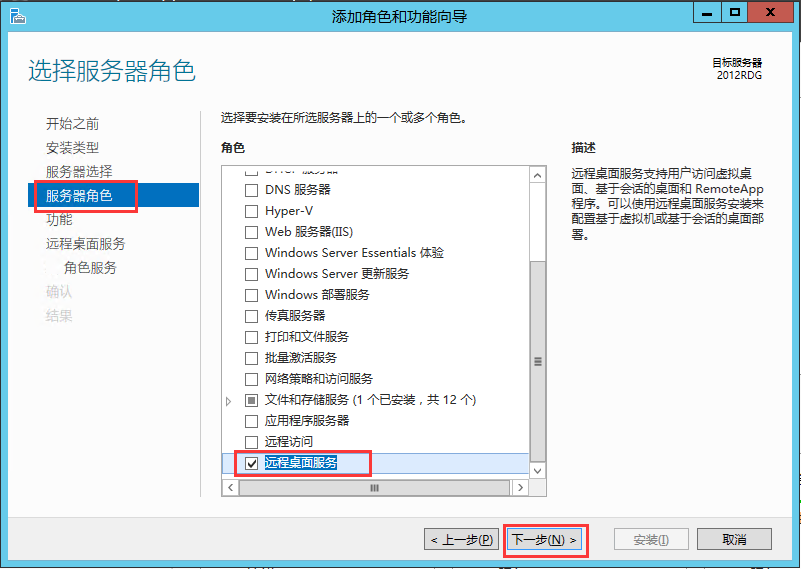 添加角色和功能向导
选择服务器角色
目标服务器
2012RDG
开始之前
安装类型
服务器选择
服务器角色
功能
远程桌面服务
角色服务
确认
结果
选择要安装在所选服务器上的一个或多个角色。
角色
DHCP 服务器
DNS 服务器
Hyper-V
Web 服务器(IIS)
Windows Server Essentials 体验
Windows Server 更新服务
Windows 部署服务
传真服务器
打印和文件服务
批量激活服务
网络策略和访问服务
文件和存储服务 (1 个已安装，共 12 个)
应用程序服务器
远程访问
远程桌面服务
描述
远程桌面服务支持用户访问虚拟桌
面、基于会话的桌面和 RemoteApp
程序。可以使用远程桌面服务安装来
配置基于虚拟机或基于会话的桌面部
署。
< 上一步(P)
下一步(N) >
安装(I)
取消